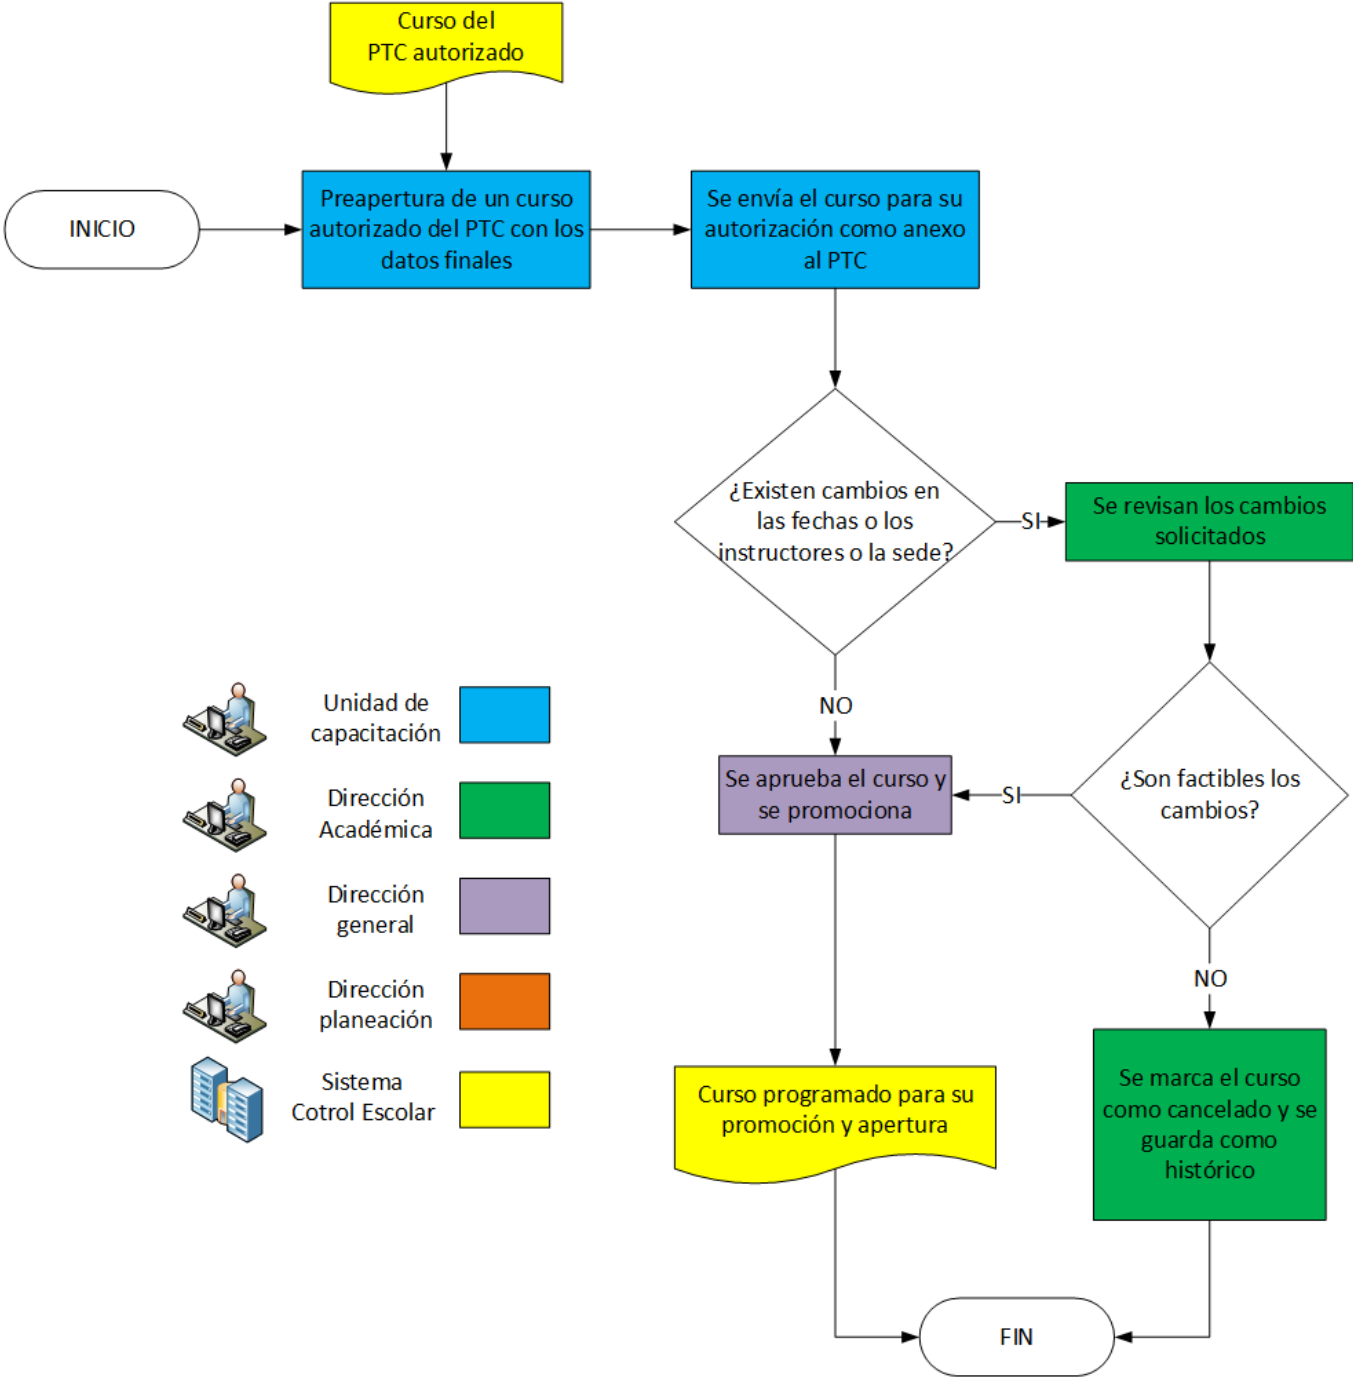 Curso del
PTC autorizado
INICIO
Preapertura de un curso
autorizado del PTC con los
datos finales
Se envía el curso para su
autorización como anexo
al PTC
¿Existen cambios en
las fechas o los
instructores o la sede?
SI
Se revisan los cambios
solicitados
NO
Se aprueba el curso y
se promociona
SI
¿Son factibles los
cambios?
NO
Curso programado para su
promoción y apertura
Se marca el curso
como cancelado y se
guarda como
histórico
FIN
Unidad de
capacitación
Dirección
Académica
Dirección
general
Dirección
planeación
Sistema
Cotrol Escolar